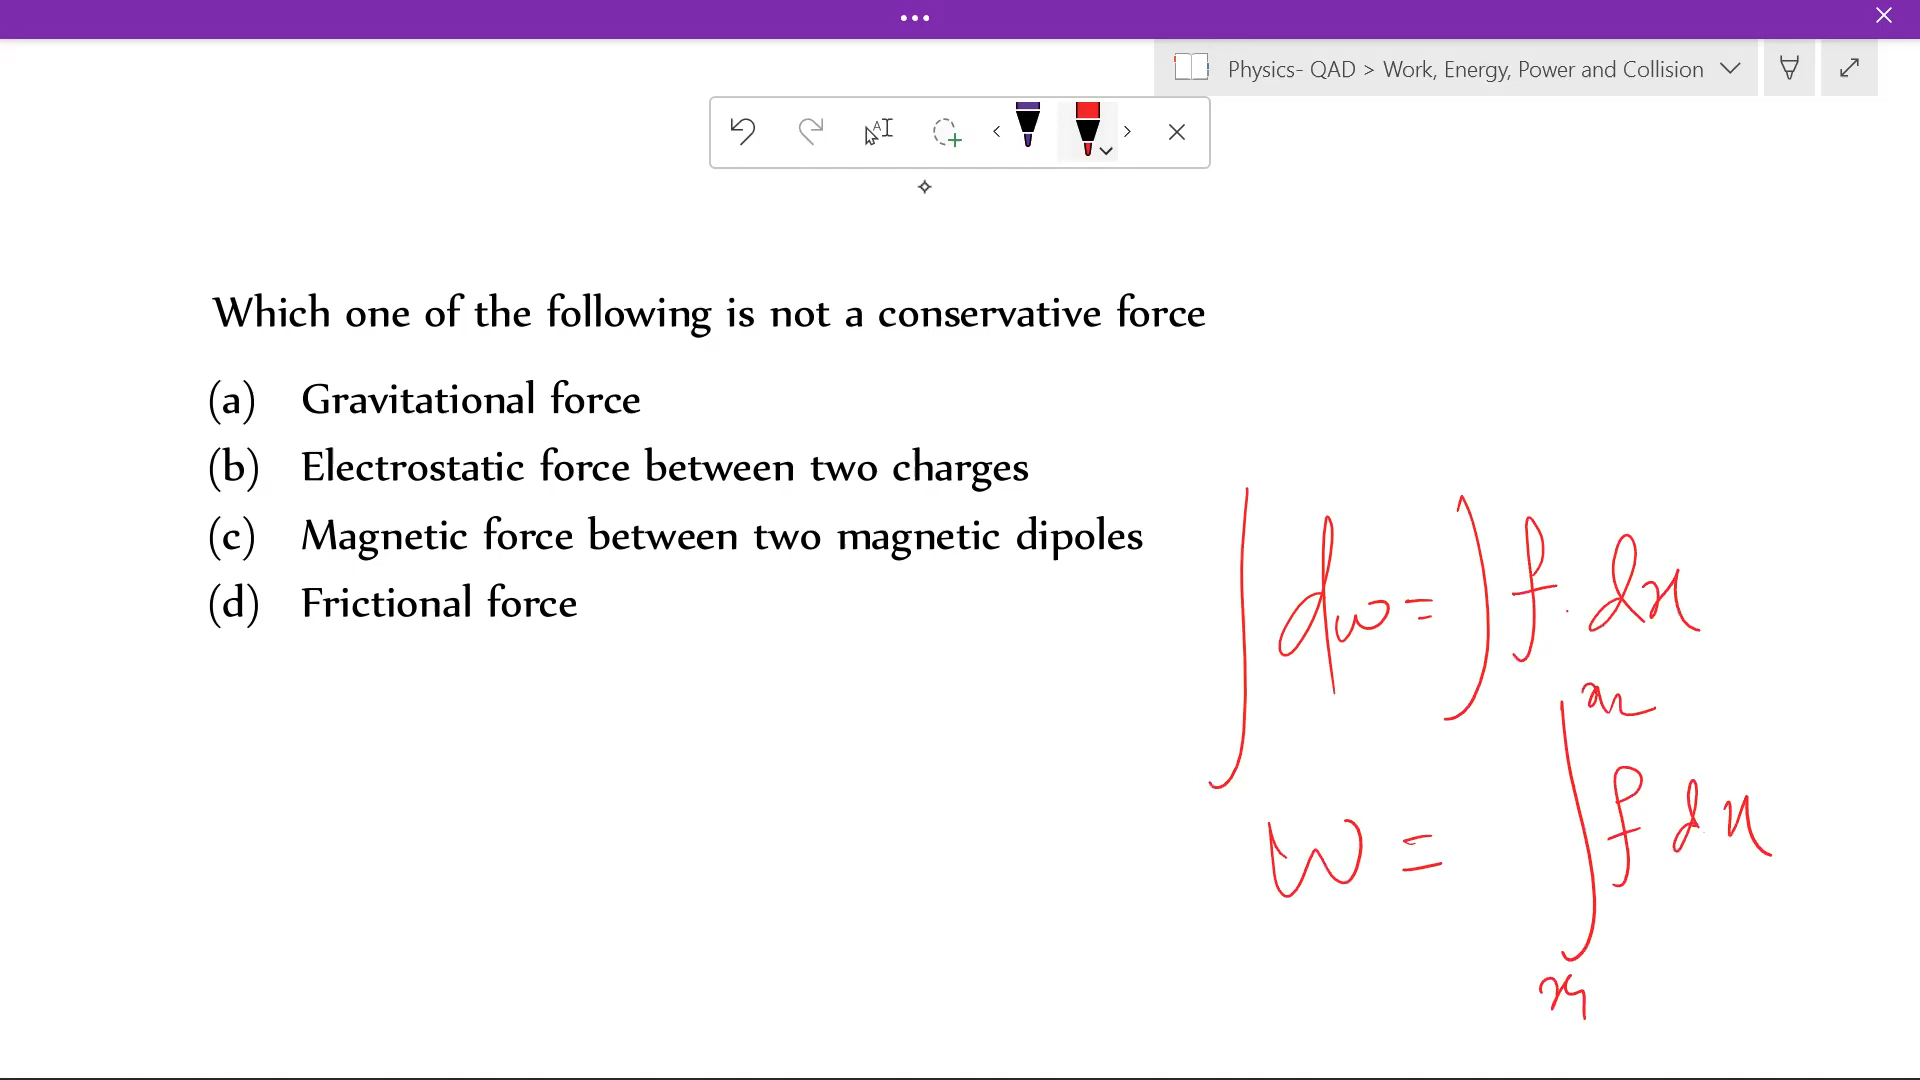 Physics- QAD > Work, Energy, Power and Collision
Which one of the following is not a conservative force
(a) Gravitational force
(b) Electrostatic force between two charges
(c) Magnetic force between two magnetic dipoles
(d) Frictional force
∫dw = ∫f. dx
x₂
W = ∫f dx
x₁